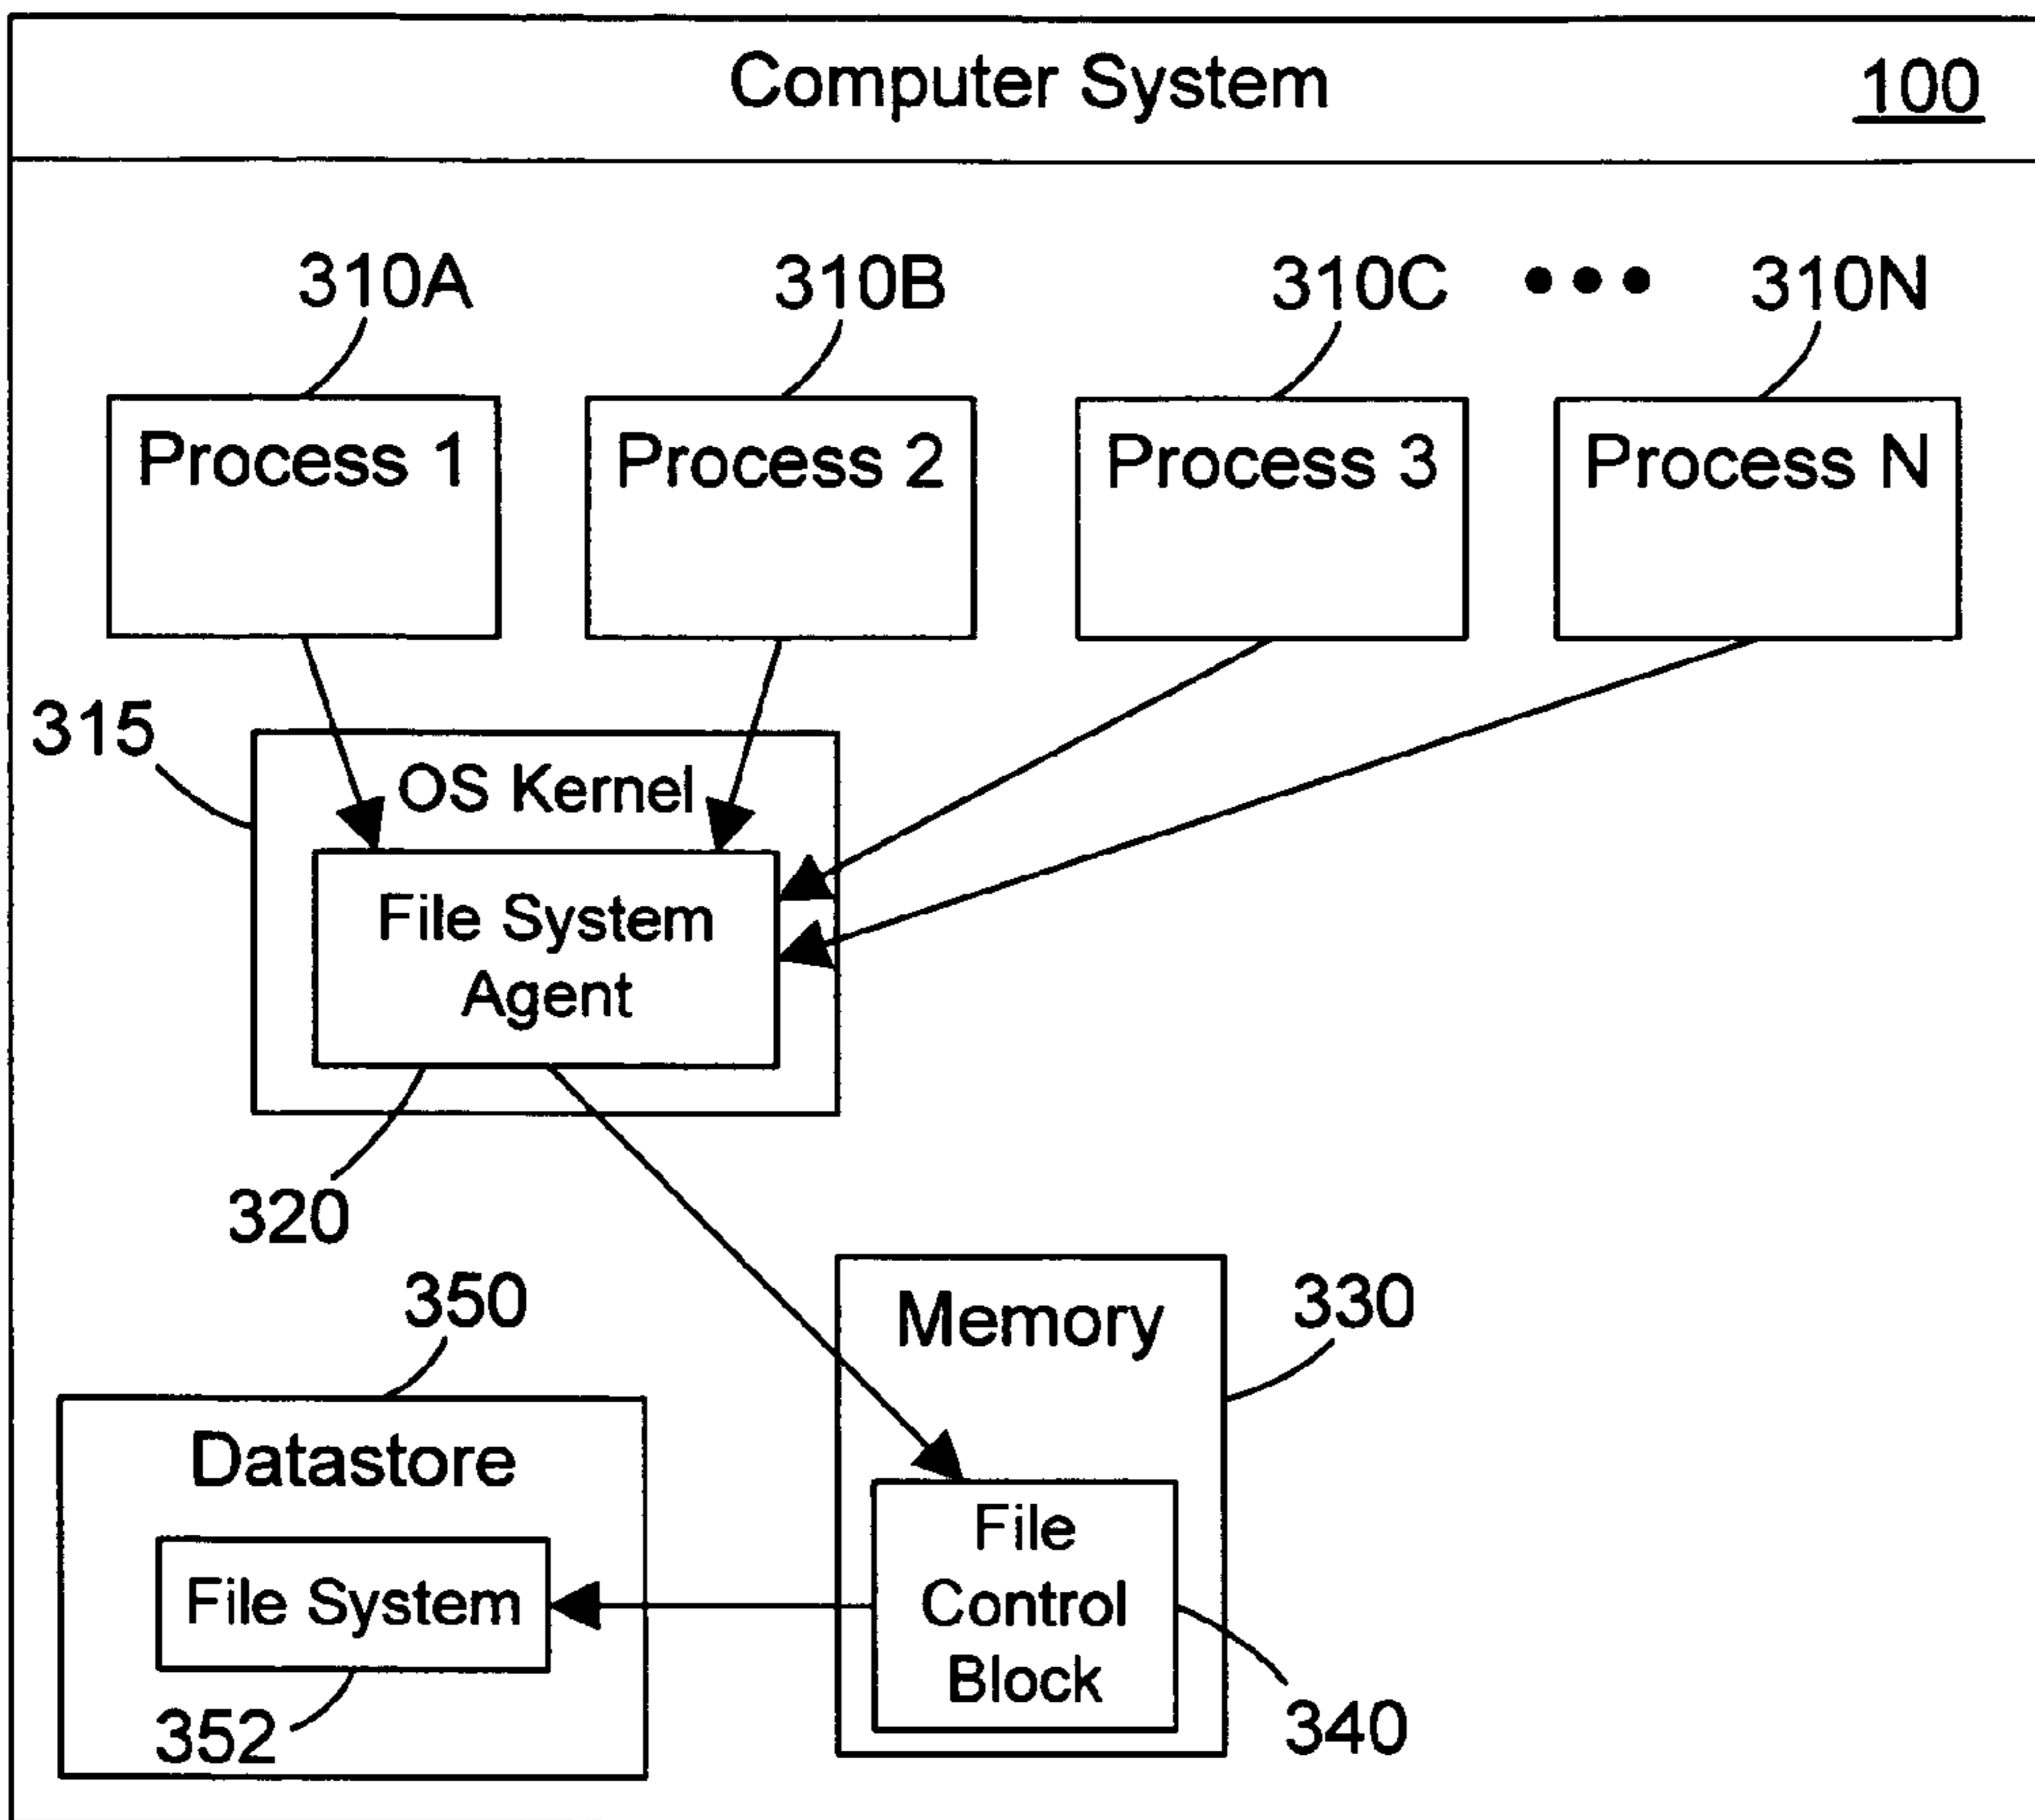 Computer System 100
310A 310B 310C ••• 310N
Process 1 Process 2 Process 3 Process N
315
OS Kernel
File System
Agent
320
350
Memory 330
Datastore
File
Control
Block
File System
352
340